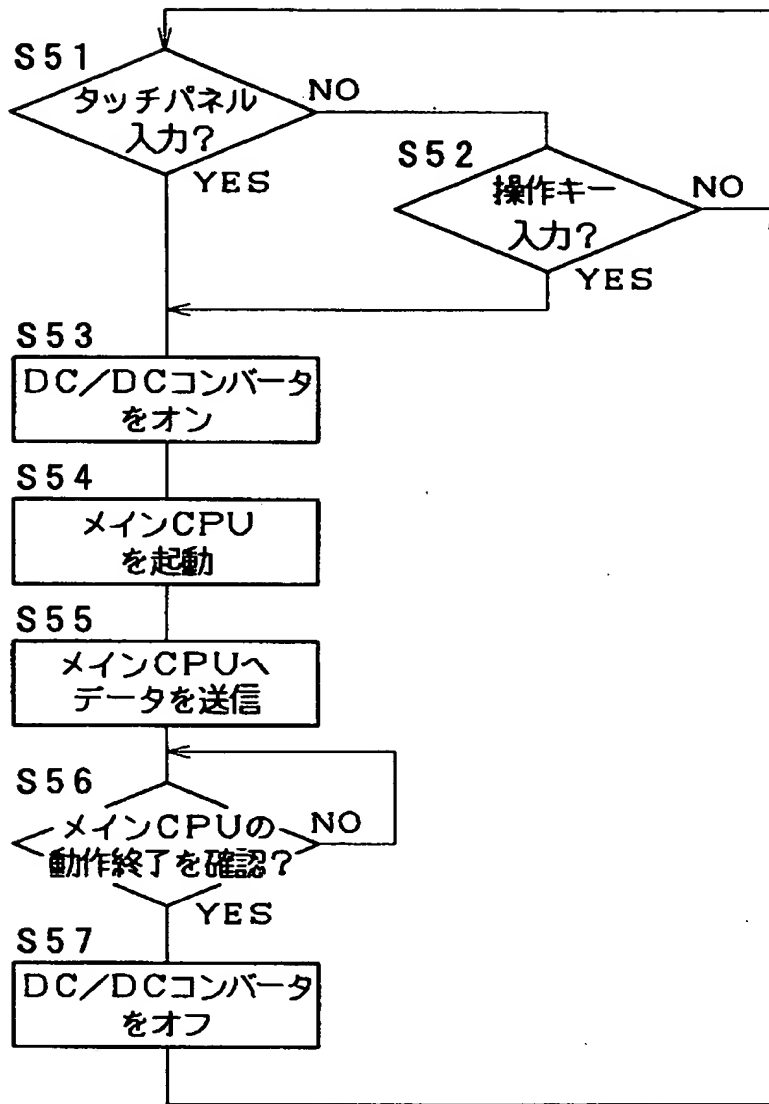 S51
タッチパネル
入力?
NO
YES
S52
操作キー
入力?
NO
YES
S53
DC/DCコンバータ
をオン
S54
メインCPU
を起動
S55
メインCPUへ
データを送信
S56
メインCPUの
動作終了を確認?
NO
YES
S57
DC/DCコンバータ
をオフ